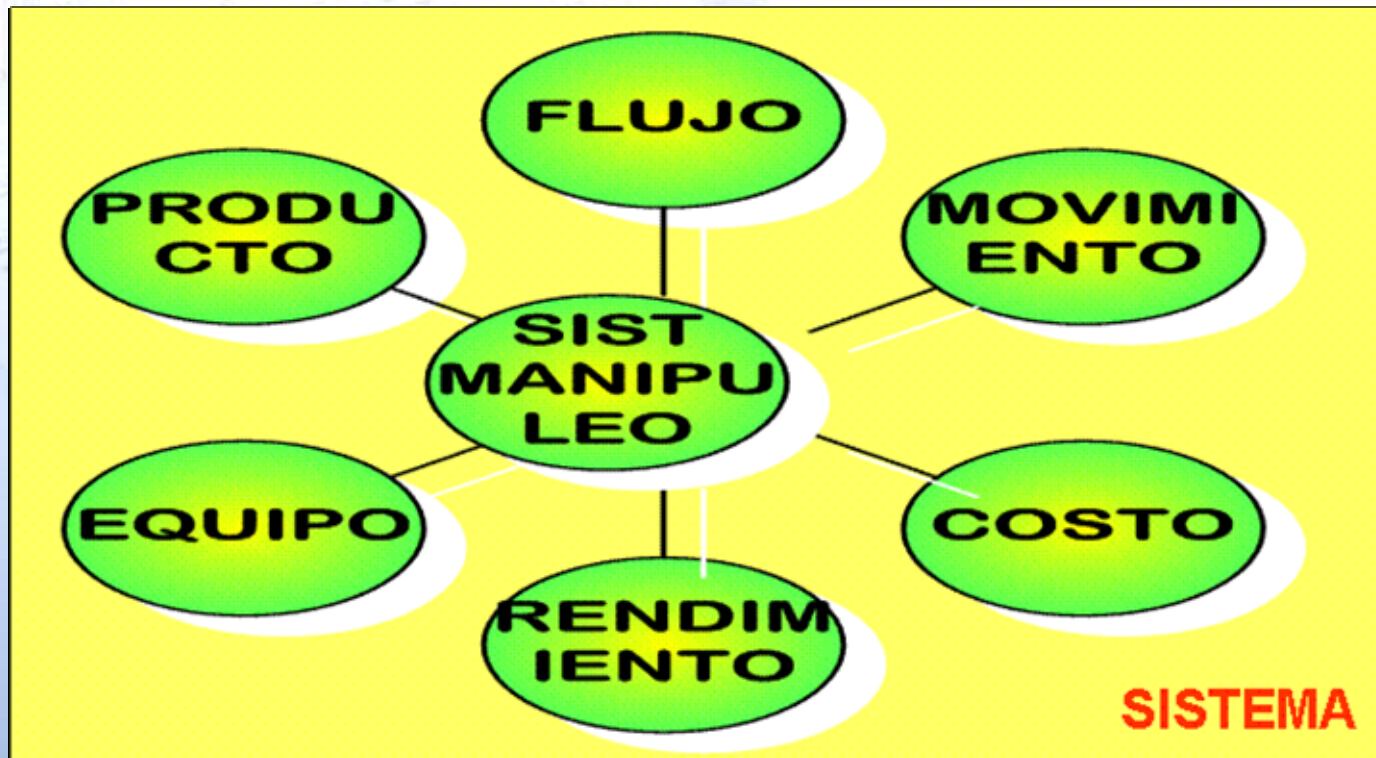 FLUJO
PRODU
CTO
MOVIMI
ENTO
SIST
MANIPU
LEO
EQUIPO
COSTO
RENDIM
IENTO
SISTEMA